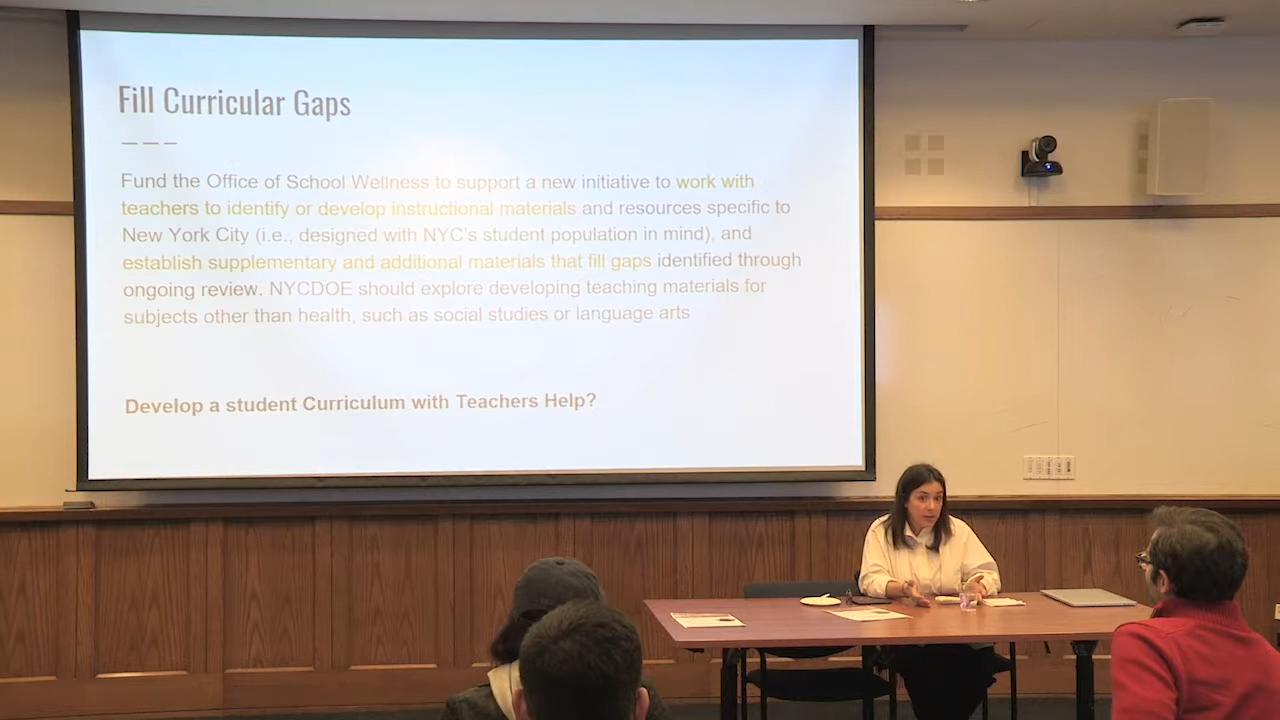 Fill Curricular Gaps
Fund the Office of School Wellness to support a new initiative to work with
teachers to identify or develop instructional materials and resources specific to
New York City (i.e., designed with NYC's student population in mind), and
establish supplementary and additional materials that fill gaps identified through
ongoing review. NYCDOE should explore developing teaching materials for
subjects other than health, such as social studies or language arts
Develop a student Curriculum with Teachers Help?